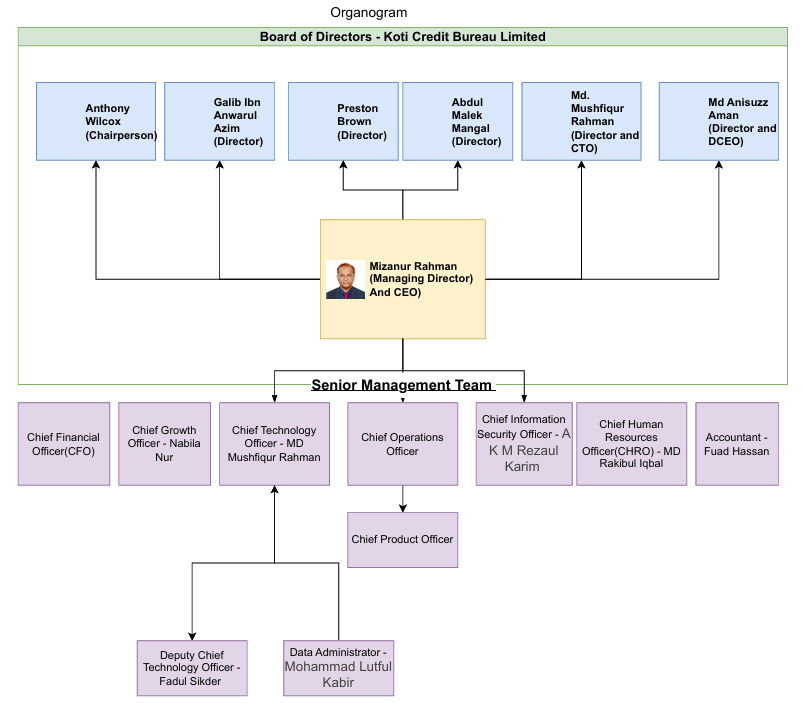 Organogram
Board of Directors - Koti Credit Bureau Limited
Anthony
Wilcox
(Chairperson)
Galib Ibn
Anwarul
Azim
(Director)
Preston
Brown
(Director)
Abdul
Malek
Mangal
(Director)
Md.
Mushfiqur
Rahman
(Director and
CTO)
Md Anisuzz
Aman
(Director and
DCEO)
Mizanur Rahman
(Managing Director)
And CEO)
Senior Management Team
Chief Financial
Officer(CFO)
Chief Growth
Officer - Nabila
Nur
Chief Technology
Officer - MD
Mushfiqur Rahman
Chief Operations
Officer
Chief Information
Security Officer - A
K M Rezaul
Karim
Chief Human
Resources
Officer(CHRO) - MD
Rakibul Iqbal
Accountant -
Fuad Hassan
Chief Product Officer
Deputy Chief
Technology Officer -
Fadul Sikder
Data Administrator -
Mohammad Lutful
Kabir